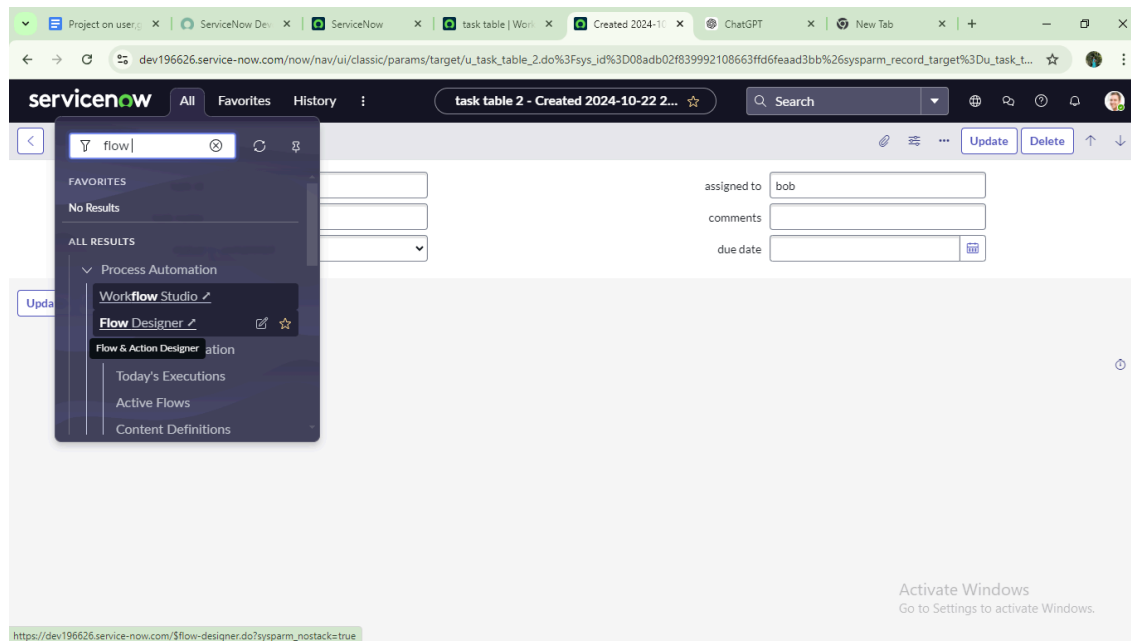 Project on user,g
ServiceNow Dev
ServiceNow
task table | Work
Created 2024-10
ChatGPT
New Tab
dev196626.service-now.com/now/nav/ui/classic/params/target/u_task_table_2.do%3Fsys_id%3D08adb02f839992108663ffd6feaad3bb%26sysparm_record_target%3Du_task_t...
servicenow
All
Favorites
History
task table 2 - Created 2024-10-22 2...
Search
flow
Update
Delete
FAVORITES
No Results
ALL RESULTS
Process Automation
Workflow Studio
Flow Designer
Flow & Action Designer
ation
Today's Executions
Active Flows
Content Definitions
assigned to
bob
comments
due date
Upda
Activate Windows
Go to Settings to activate Windows.
https://dev196626.service-now.com/$flow-designer.do?sysparm_nostack=true